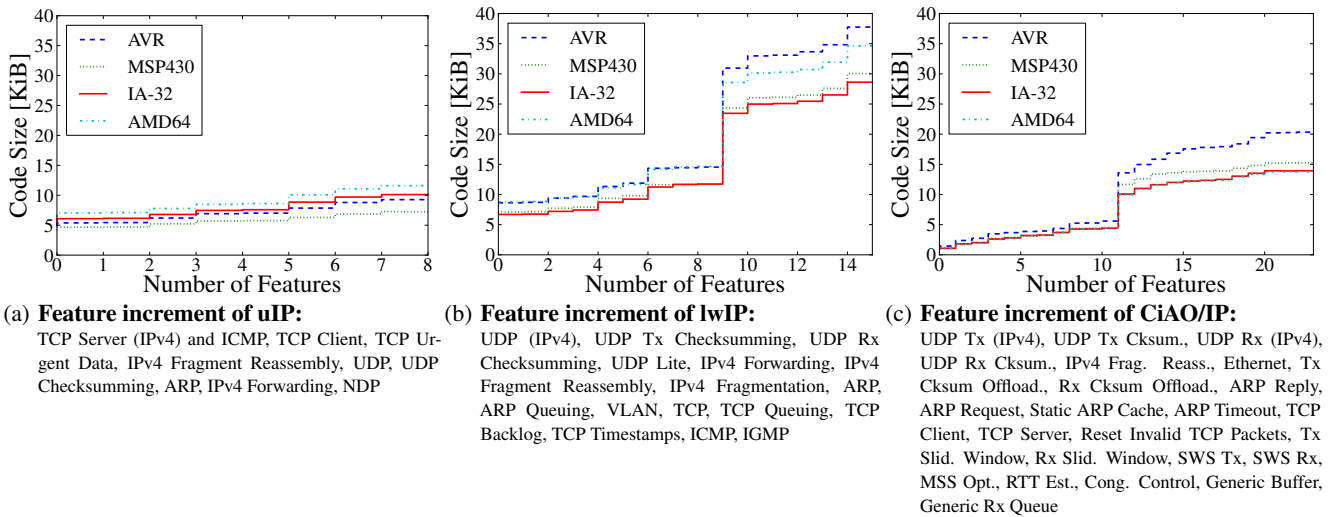 40
35
30
25
20
15
10
5
0
Code Size [KiB]
AVR
MSP430
IA-32
AMD64
0 1 2 3 4 5 6 7 8
Number of Features
40
35
30
25
20
15
10
5
0
Code Size [KiB]
AVR
MSP430
IA-32
AMD64
0 2 4 6 8 10 12 14
Number of Features
40
35
30
25
20
15
10
5
0
Code Size [KiB]
AVR
MSP430
IA-32
AMD64
0 5 10 15 20
Number of Features
(a) Feature increment of uIP:
TCP Server (IPv4) and ICMP, TCP Client, TCP Ur-
gent Data, IPv4 Fragment Reassembly, UDP, UDP
Checksumming, ARP, IPv4 Forwarding, NDP
(b) Feature increment of lwIP:
UDP (IPv4), UDP Tx Checksumming, UDP Rx
Checksumming, UDP Lite, IPv4 Forwarding, IPv4
Fragment Reassembly, IPv4 Fragmentation, ARP,
ARP Queuing, VLAN, TCP, TCP Queuing, TCP
Backlog, TCP Timestamps, ICMP, IGMP
(c) Feature increment of CiAO/IP:
UDP Tx (IPv4), UDP Tx Cksum., UDP Rx (IPv4),
UDP Rx Cksum., IPv4 Frag. Reass., Ethernet, Tx
Cksum Offload., Rx Cksum Offload., ARP Reply,
ARP Request, Static ARP Cache, ARP Timeout, TCP
Client, TCP Server, Reset Invalid TCP Packets, Tx
Slid. Window, Rx Slid. Window, SWS Tx, SWS Rx,
MSS Opt., RTT Est., Cong. Control, Generic Buffer,
Generic Rx Queue